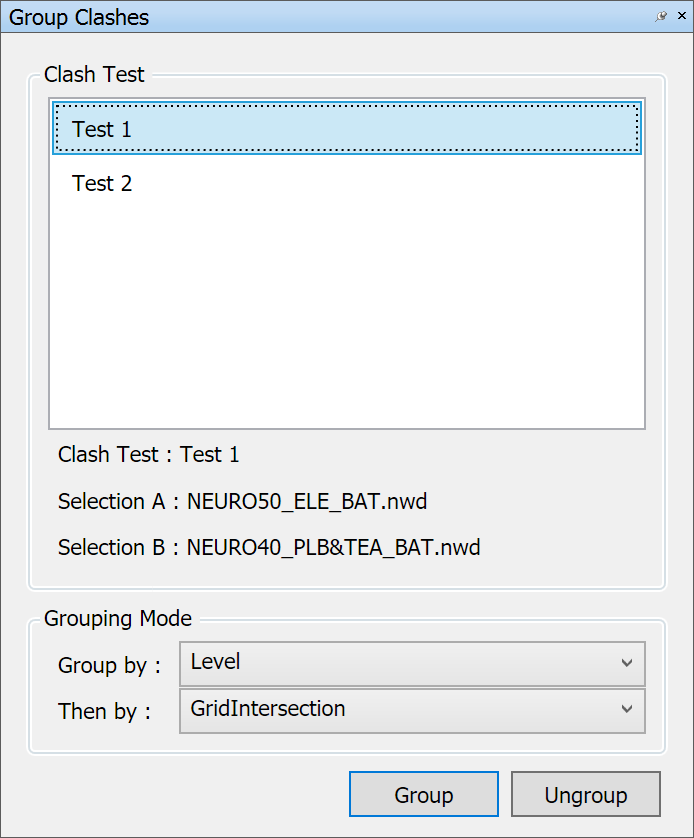 Group Clashes
Clash Test
Test 1
Test 2
Clash Test : Test 1
Selection A : NEURO50_ELE_BAT.nwd
Selection B : NEURO40_PLB&TEA_BAT.nwd
Grouping Mode
Group by : Level
Then by : GridIntersection
Group Ungroup